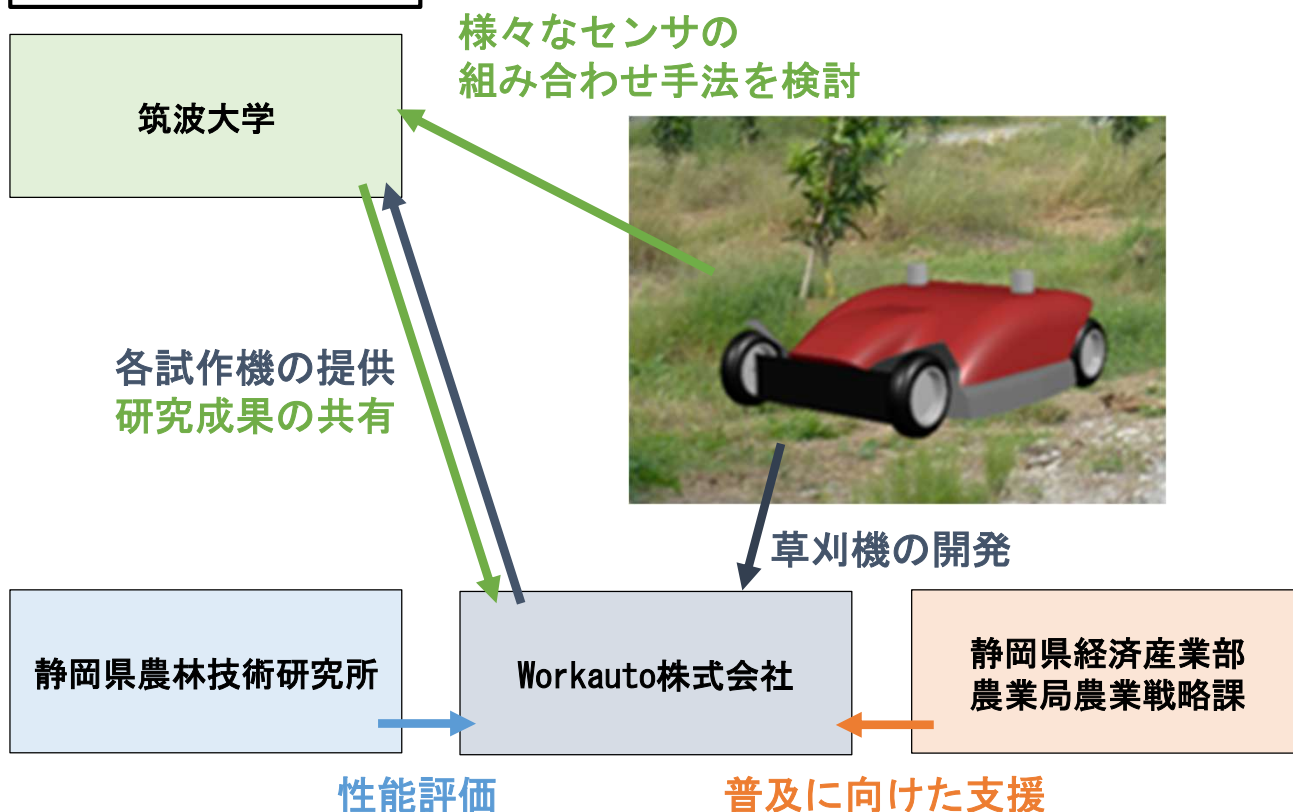 様々なセンサの
組み合わせ手法を検討
筑波大学
各試作機の提供
研究成果の共有
草刈機の開発
静岡県農林技術研究所
Workauto株式会社
静岡県経済産業部
農業局農業戦略課
性能評価
普及に向けた支援